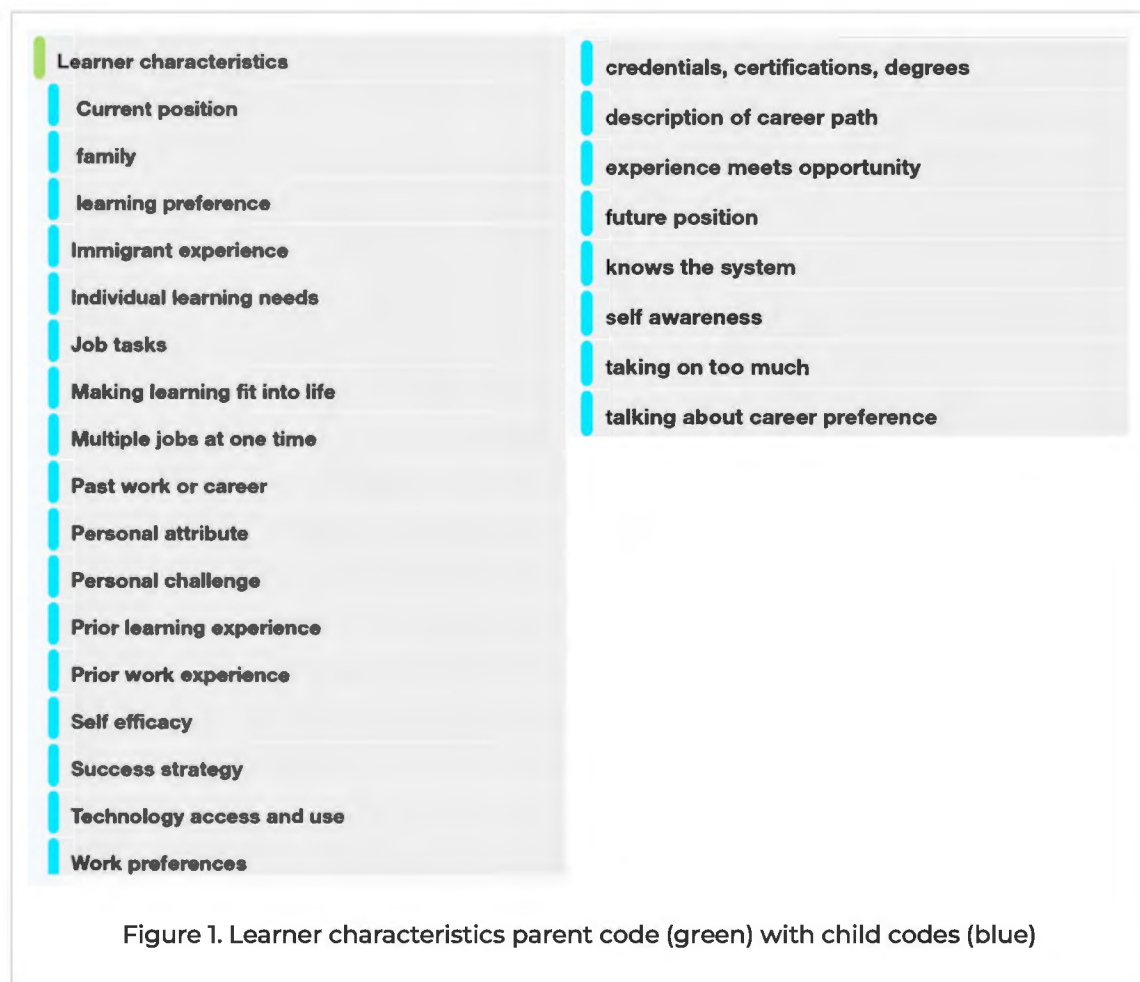 Learner characteristics
Current position
family
learning preference
Immigrant experience
Individual learning needs
Job tasks
Making learning fit into life
Multiple jobs at one time
Past work or career
Personal attribute
Personal challenge
Prior learning experience
Prior work experience
Self efficacy
Success strategy
Technology access and use
Work preferences
credentials, certifications, degrees
description of career path
experience meets opportunity
future position
knows the system
self awareness
taking on too much
talking about career preference
Figure 1. Learner characteristics parent code (green) with child codes (blue)